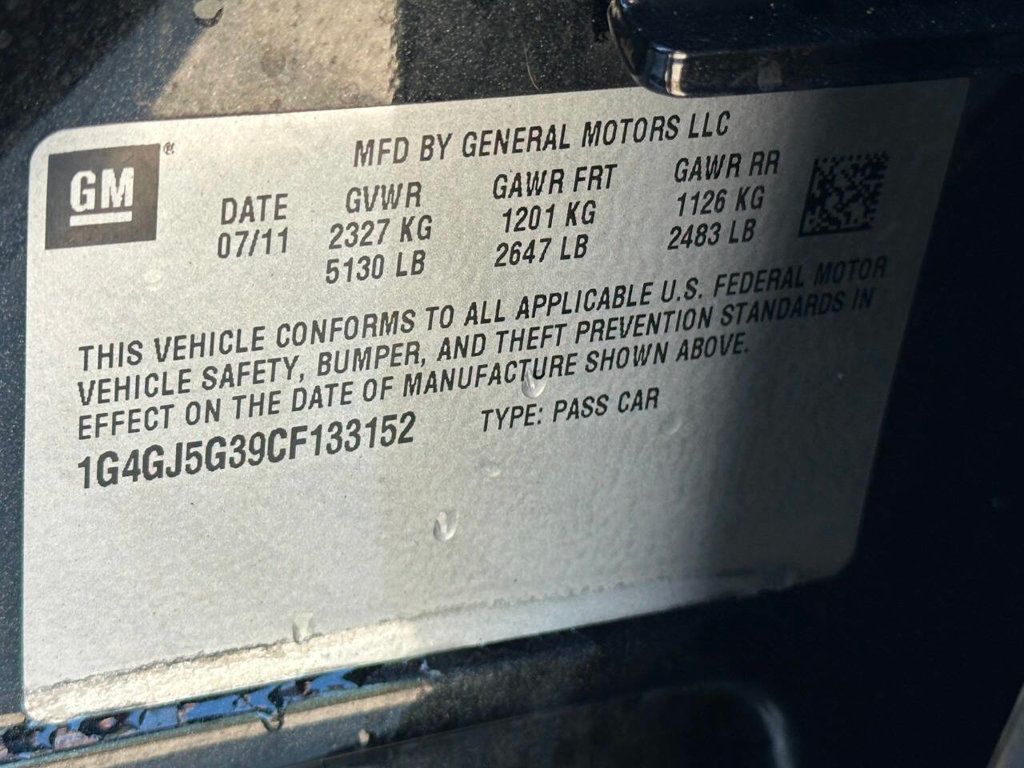 GM®
MFD BY GENERAL MOTORS LLC
DATE GVWR GAWR FRT GAWR RR
07/11 2327 KG 1201 KG 1126 KG
5130 LB 2647 LB 2483 LB
THIS VEHICLE CONFORMS TO ALL APPLICABLE U.S. FEDERAL MOTOR
VEHICLE SAFETY, BUMPER, AND THEFT PREVENTION STANDARDS IN
EFFECT ON THE DATE OF MANUFACTURE SHOWN ABOVE.
1G4GJ5G39CF133152 TYPE: PASS CAR